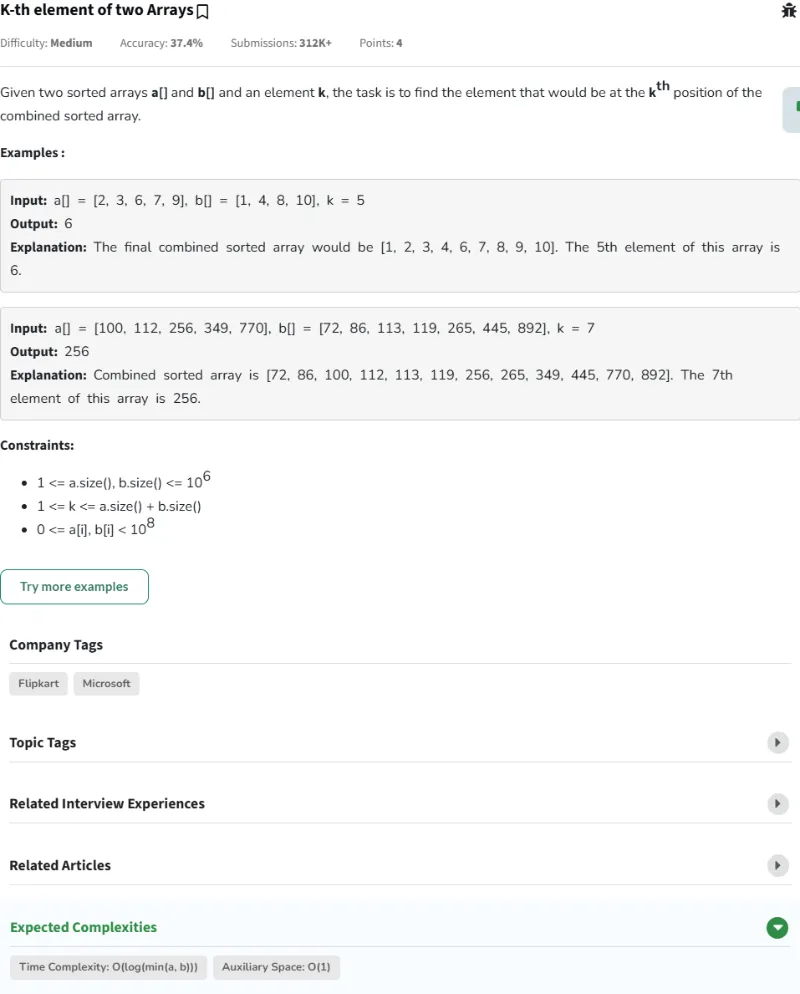 K-th element of two Arrays
Difficulty: Medium Accuracy: 37.4% Submissions: 312K+ Points: 4
Given two sorted arrays a[] and b[] and an element k, the task is to find the element that would be at the kth position of the
combined sorted array.
Examples :
Input: a[] = [2, 3, 6, 7, 9], b[] = [1, 4, 8, 10], k = 5
Output: 6
Explanation: The final combined sorted array would be [1, 2, 3, 4, 6, 7, 8, 9, 10]. The 5th element of this array is
6.
Input: a[] = [100, 112, 256, 349, 770], b[] = [72, 86, 113, 119, 265, 445, 892], k = 7
Output: 256
Explanation: Combined sorted array is [72, 86, 100, 112, 113, 119, 256, 265, 349, 445, 770, 892]. The 7th
element of this array is 256.
Constraints:
• 1 <= a.size(), b.size() <= 10^6
• 1 <= k <= a.size() + b.size()
• 0 <= a[i], b[i] < 10^8
Try more examples
Company Tags
Flipkart Microsoft
Topic Tags
Related Interview Experiences
Related Articles
Expected Complexities
Time Complexity: O(log(min(a, b))) Auxiliary Space: O(1)